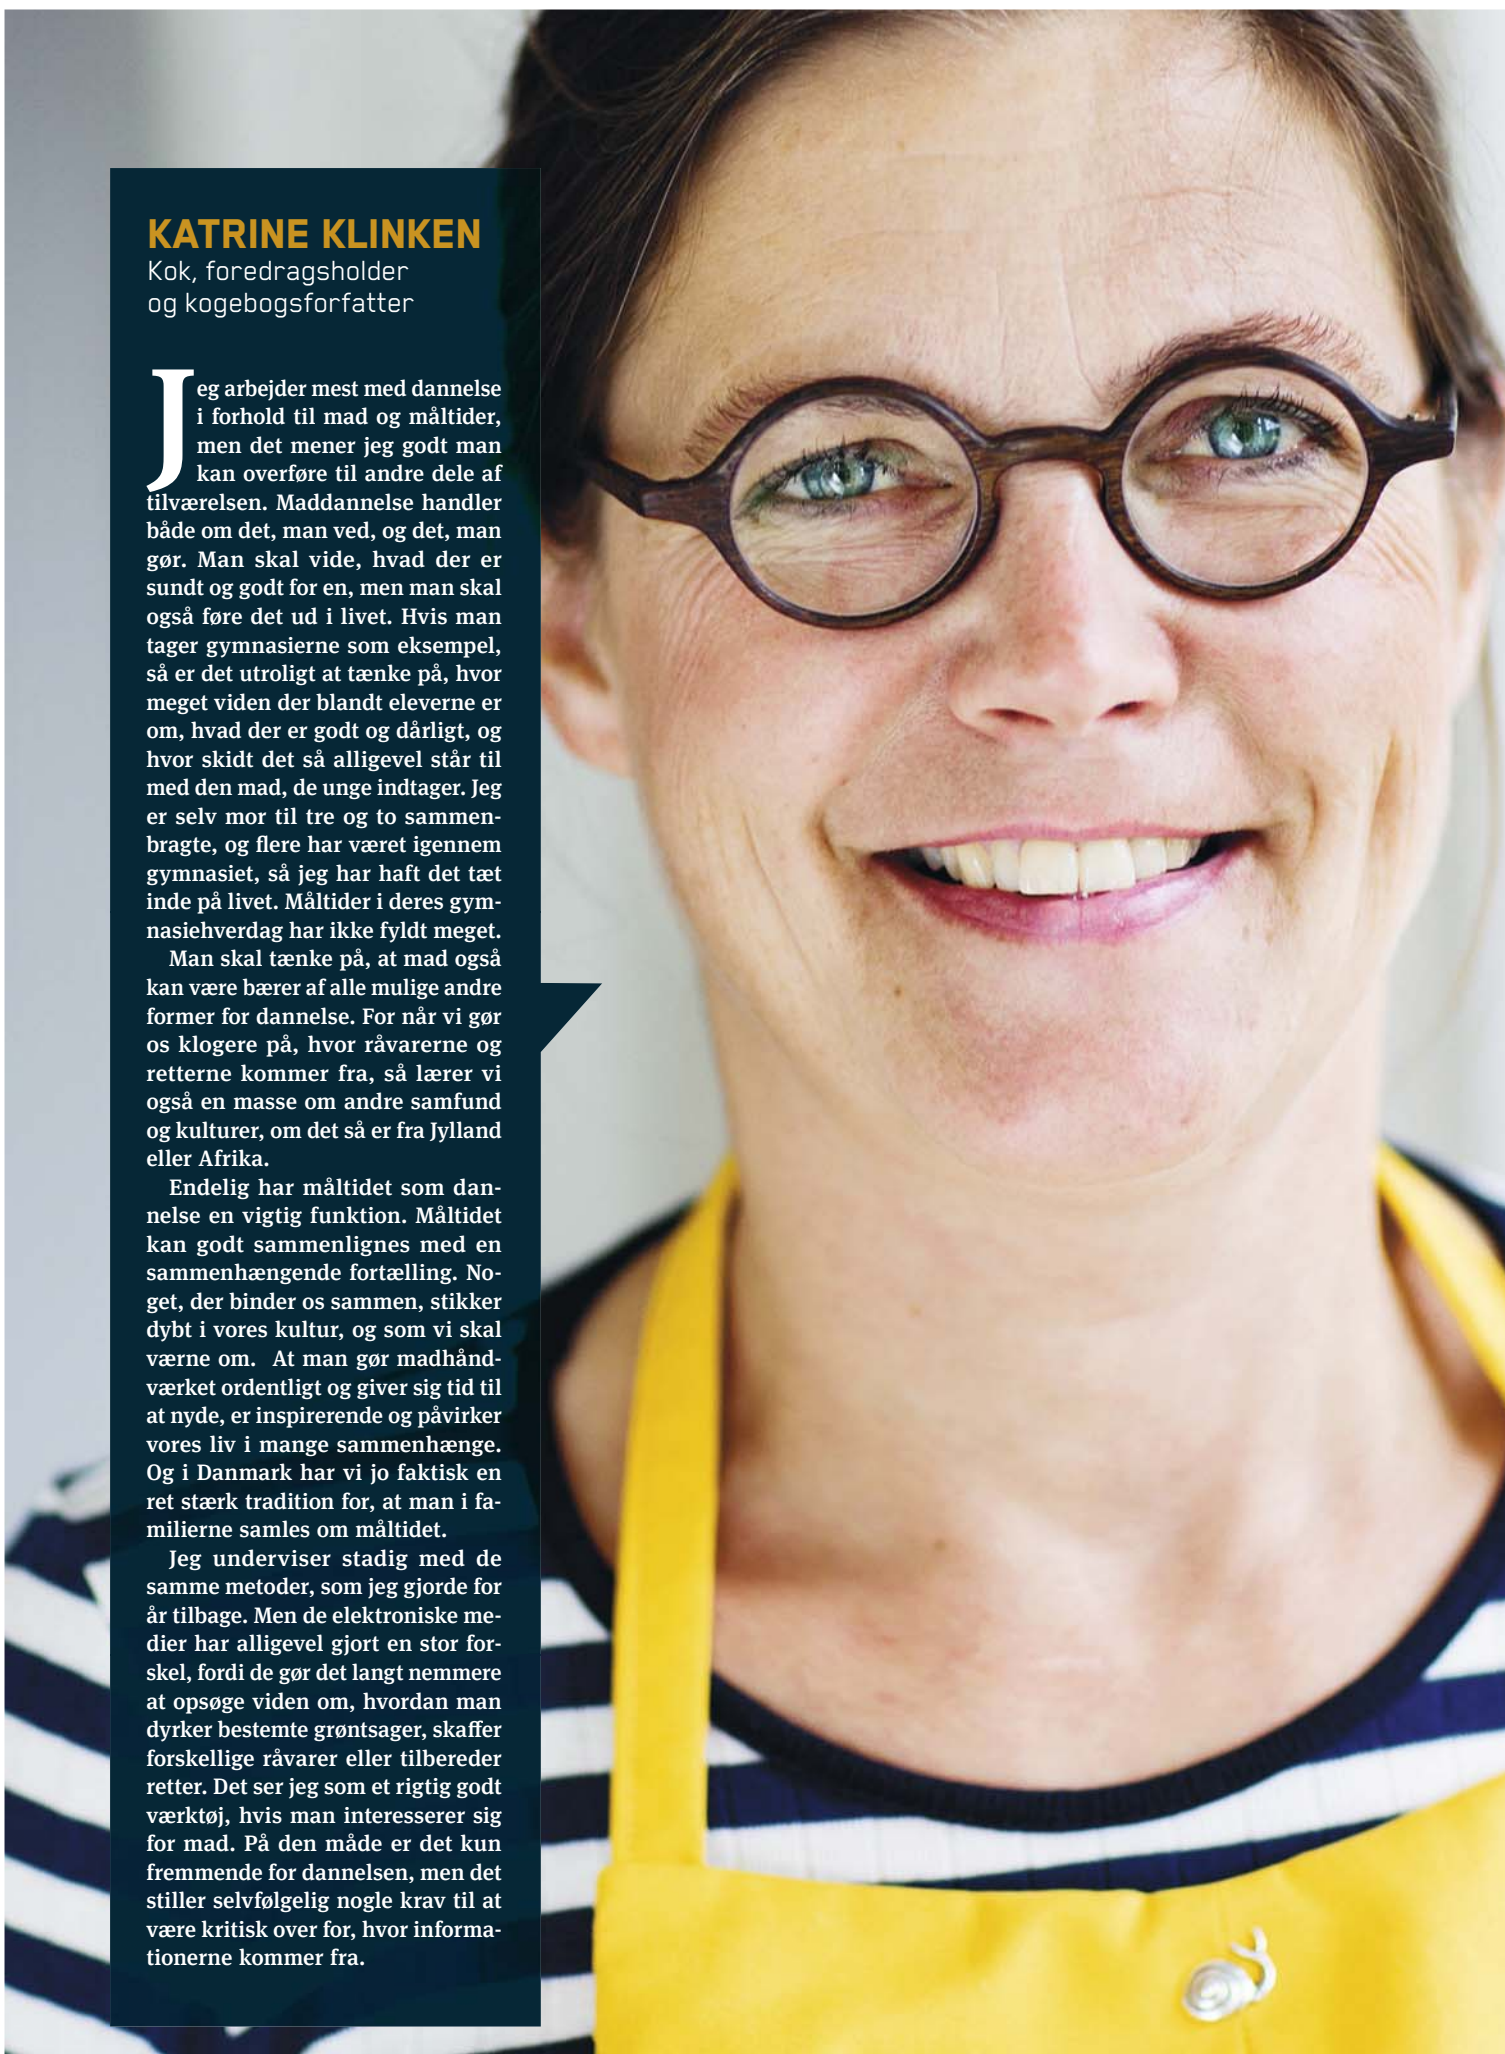 KATRINE KLINKEN
Kok, foredragsholder
og kogebogsforfatter
Jeg arbejder mest med dannelse
i forhold til mad og måltider,
men det mener jeg godt man
kan overføre til andre dele af
tilværelsen. Maddannelse handler
både om det, man ved, og det, man
gør. Man skal vide, hvad der er
sundt og godt for en, men man skal
også føre det ud i livet. Hvis man
tager gymnasierne som eksempel,
så er det utroligt at tænke på, hvor
meget viden der blandt eleverne er
om, hvad der er godt og dårligt, og
hvor skidt det så alligevel står til
med den mad, de unge indtager. Jeg
er selv mor til tre og to sammen-
bragte, og flere har været igennem
gymnasiet, så jeg har haft det tæt
inde på livet. Måltider i deres gym-
nasiehverdag har ikke fyldt meget.
Man skal tænke på, at mad også
kan være bærer af alle mulige andre
former for dannelse. For når vi gør
os klogere på, hvor råvarerne og
retterne kommer fra, så lærer vi
også en masse om andre samfund
og kulturer, om det så er fra Jylland
eller Afrika.
Endelig har måltidet som dan-
nelse en vigtig funktion. Måltidet
kan godt sammenlignes med en
sammenhængende fortælling. No-
get, der binder os sammen, stikker
dybt i vores kultur, og som vi skal
værne om.  At man gør madhånd-
værket ordentligt og giver sig tid til
at nyde, er inspirerende og påvirker
vores liv i mange sammenhænge.
Og i Danmark har vi jo faktisk en
ret stærk tradition for, at man i fa-
milierne samles om måltidet.
Jeg underviser stadig med de
samme metoder, som jeg gjorde for
år tilbage. Men de elektroniske me-
dier har alligevel gjort en stor for-
skel, fordi de gør det langt nemmere
at opsøge viden om, hvordan man
dyrker bestemte grøntsager, skaffer
forskellige råvarer eller tilbereder
retter. Det ser jeg som et rigtig godt
værktøj, hvis man interesserer sig
for mad. På den måde er det kun
fremmende for dannelsen, men det
stiller selvfølgelig nogle krav til at
være kritisk over for, hvor informa-
tionerne kommer fra.